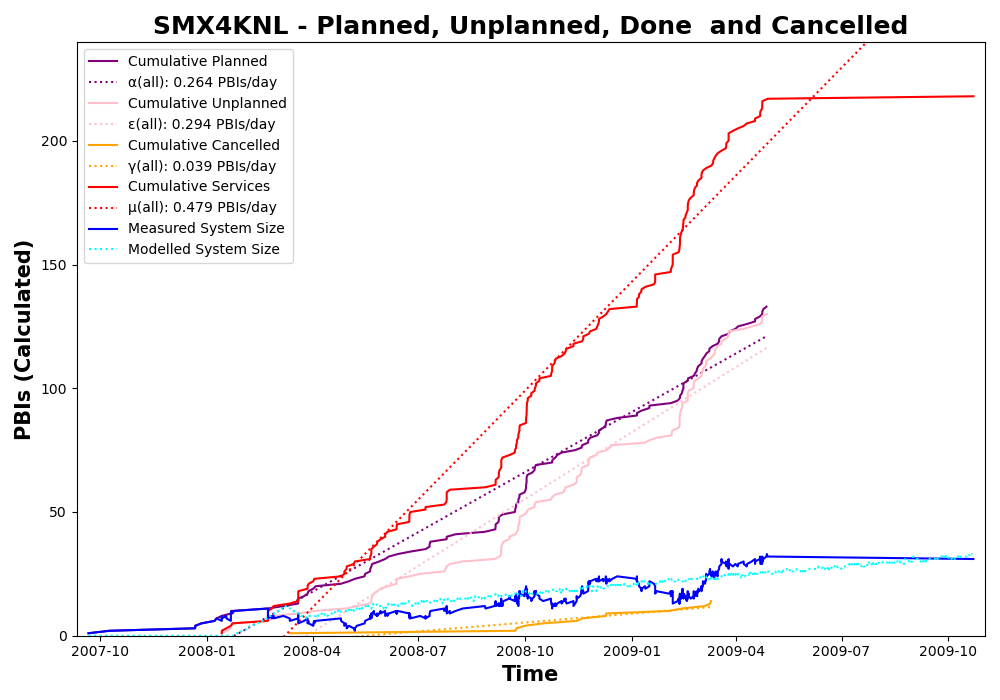 SMX4KNL - Planned, Unplanned, Done  and Cancelled
Cumulative Planned
α(all): 0.264 PBIs/day
Cumulative Unplanned
ε(all): 0.294 PBIs/day
Cumulative Cancelled
γ(all): 0.039 PBIs/day
Cumulative Services
μ(all): 0.479 PBIs/day
Measured System Size
Modelled System Size
PBIs (Calculated)
200
150
100
50
0
2007-10 2008-01 2008-04 2008-07 2008-10 2009-01 2009-04 2009-07 2009-10
Time